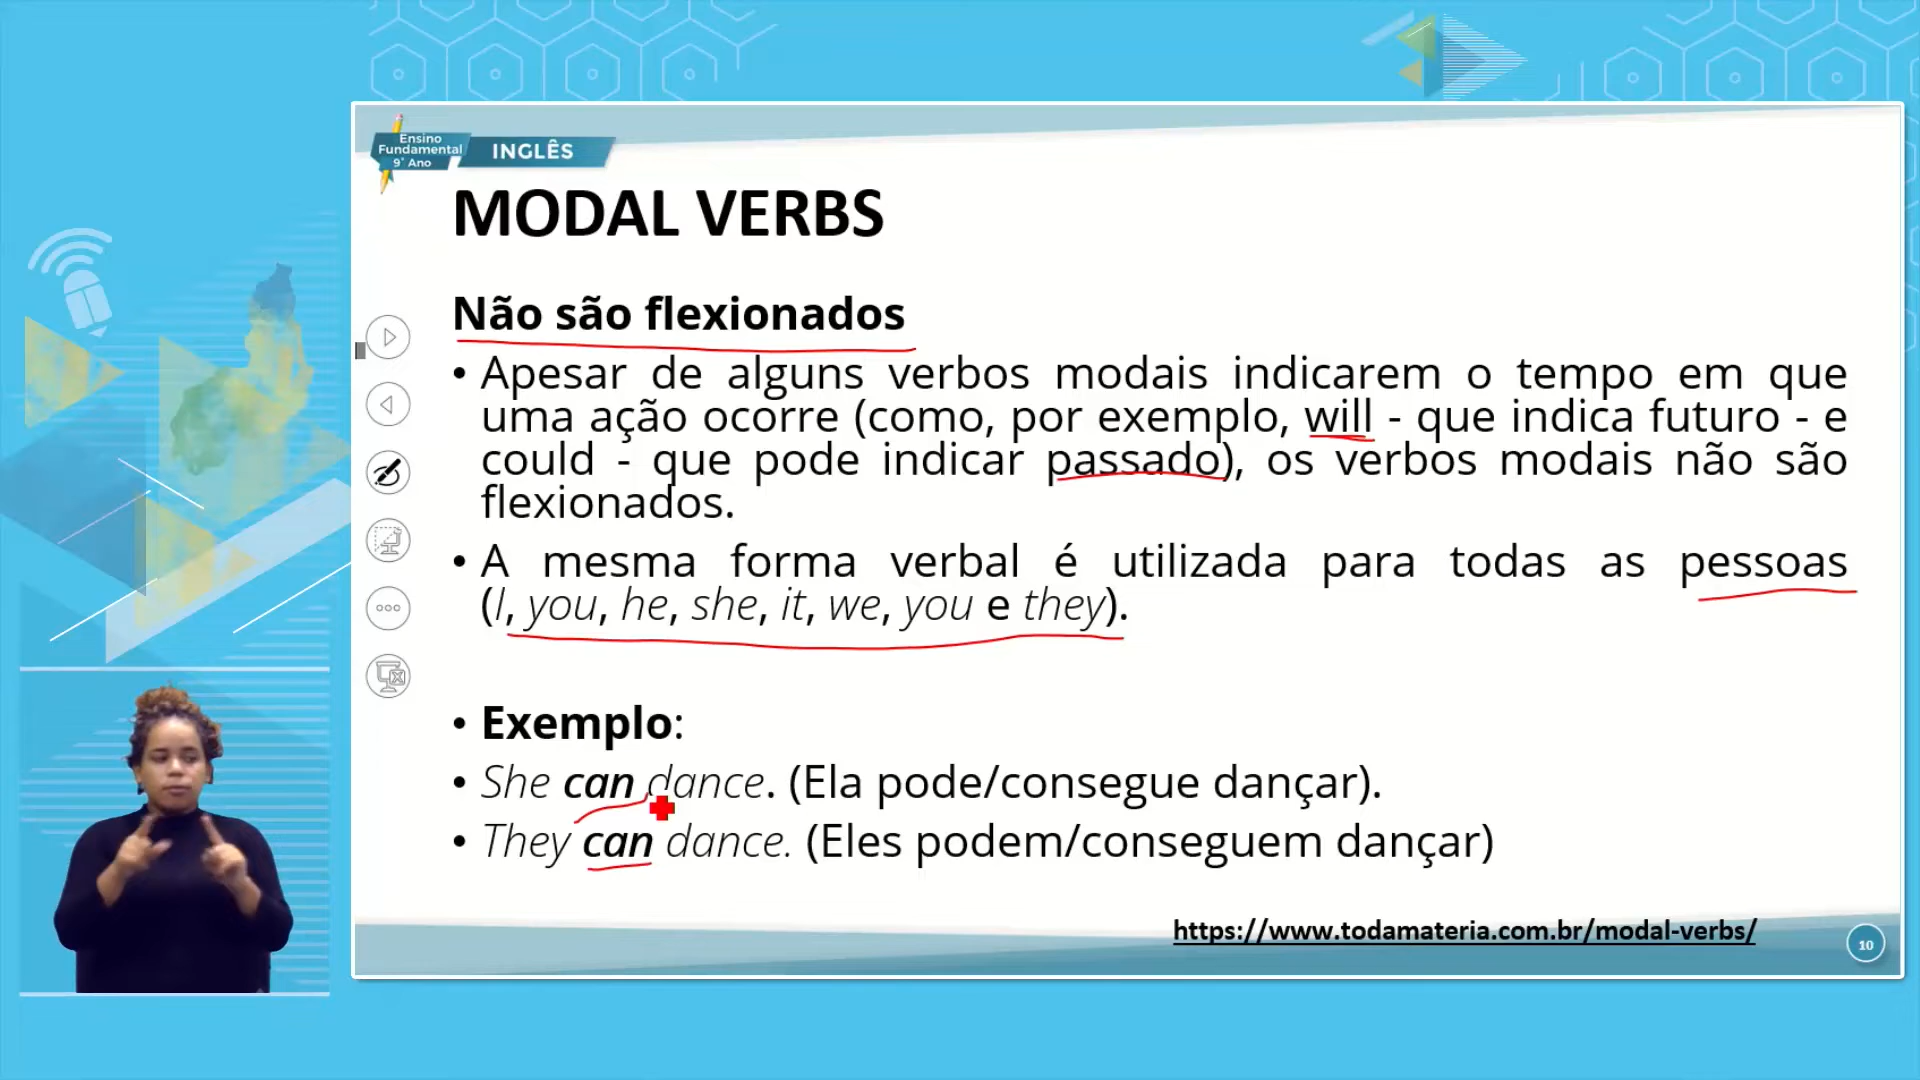 Ensino
Fundamental
9° Ano
INGLÊS
MODAL VERBS
Não são flexionados
• Apesar de alguns verbos modais indicarem o tempo em que
uma ação ocorre (como, por exemplo, will - que indica futuro - e
could - que pode indicar passado), os verbos modais não são
flexionados.
• A mesma forma verbal é utilizada para todas as pessoas
(I, you, he, she, it, we, you e they).
• Exemplo:
• She can dance. (Ela pode/consegue dançar).
• They can dance. (Eles podem/conseguem dançar)
https://www.todamateria.com.br/modal-verbs/
10